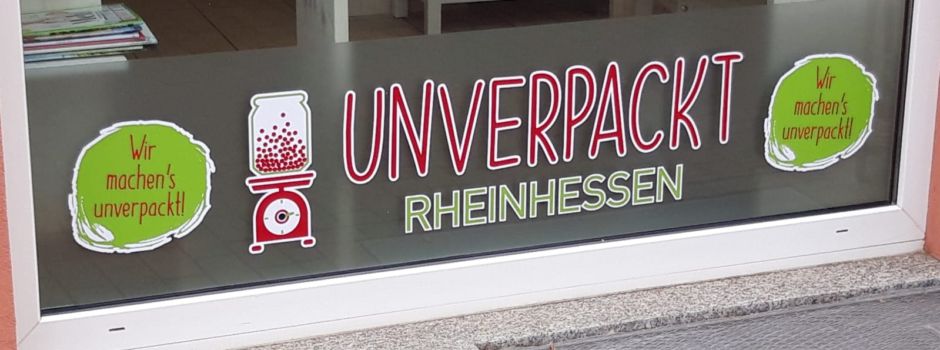 Wir
machen's
unverpackt!
UNVERPACKT
RHEINHESSEN
Wir
machen's
unverpackt!